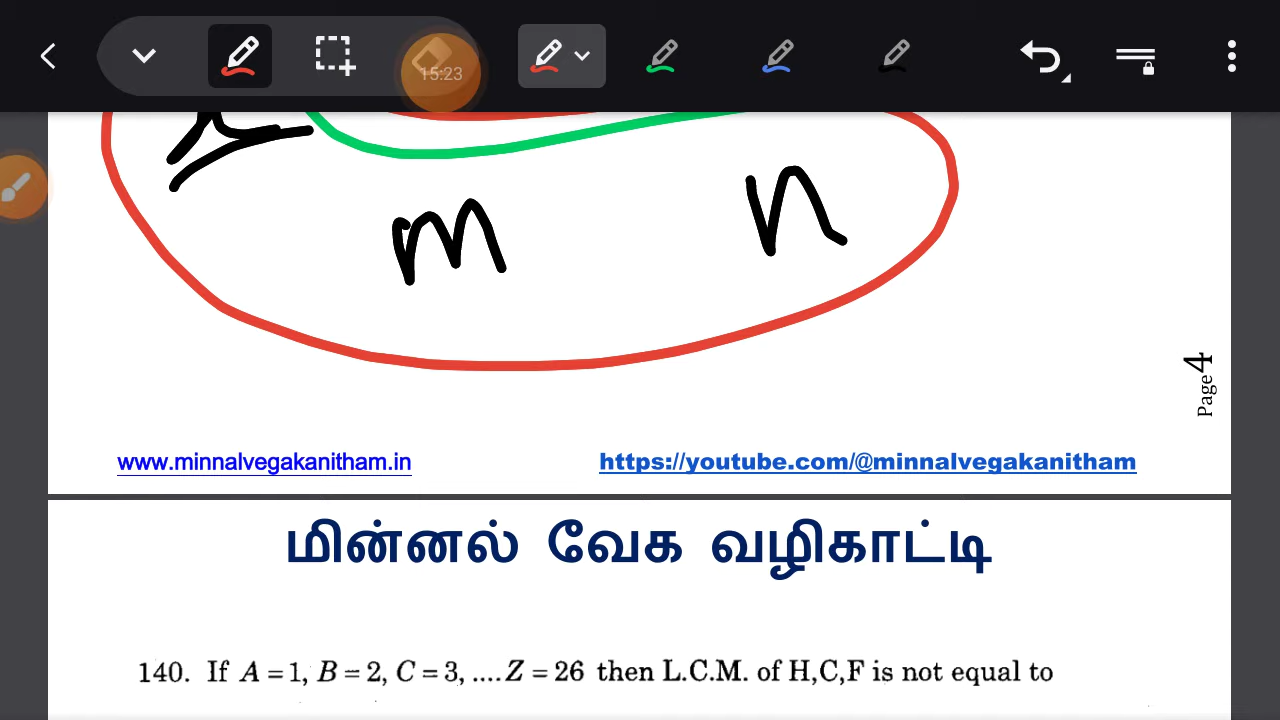 15:23
m n
Page 4
www.minnalvegakanitham.in https://youtube.com/@minnalvegakanitham
மின்னல் வேக வழிகாட்டி
140. If A = 1, B = 2, C = 3, ....Z = 26 then L.C.M. of H,C,F is not equal to